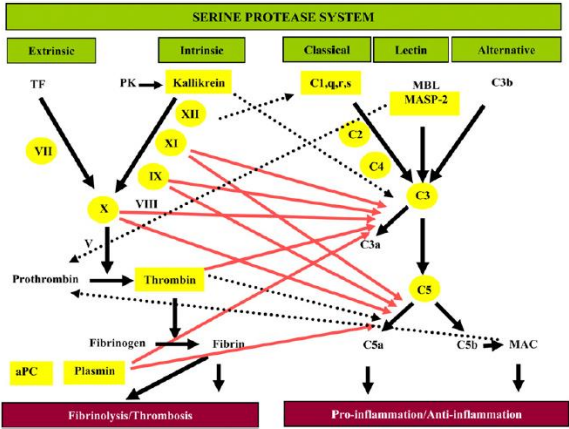 SERINE PROTEASE SYSTEM
Extrinsic
Intrinsic
Classical
Lectin
Alternative
TF
PK
Kallikrein
C1,q,r,s
MBL
MASP-2
C3b
XII
VII
XI
C2
IX
C4
C3
X
VIII
V
C3a
Prothrombin
Thrombin
C5
Fibrinogen
Fibrin
C5a
C5b
MAC
aPC
Plasmin
Fibrinolysis/Thrombosis
Pro-inflammation/Anti-inflammation